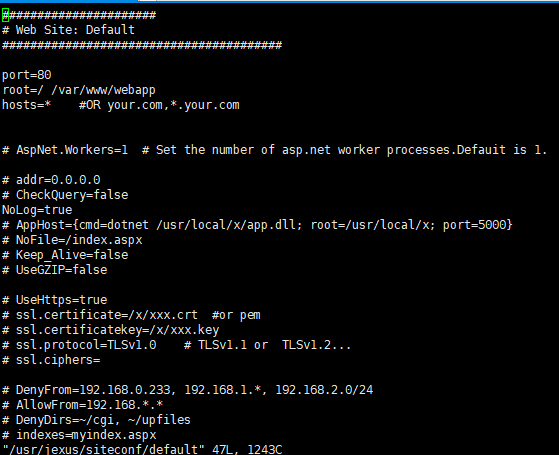 ######################
# Web Site: Default
########################################
port=80
root=/ /var/www/webapp
hosts=*    #OR your.com,*.your.com
# AspNet.Workers=1  # Set the number of asp.net worker processes.Defauit is 1.
# addr=0.0.0.0
# CheckQuery=false
NoLog=true
# AppHost={cmd=dotnet /usr/local/x/app.dll; root=/usr/local/x; port=5000}
# NoFile=/index.aspx
# Keep_Alive=false
# UseGZIP=false
# UseHttps=true
# ssl.certificate=/x/xxx.crt  #or pem
# ssl.certificatekey=/x/xxx.key
# ssl.protocol=TLSv1.0    # TLSv1.1 or  TLSv1.2...
# ssl.ciphers=
# DenyFrom=192.168.0.233, 192.168.1.*, 192.168.2.0/24
# AllowFrom=192.168.*.*
# DenyDirs=~/cgi, ~/upfiles
# indexes=myindex.aspx
"/usr/jexus/siteconf/default" 47L, 1243C